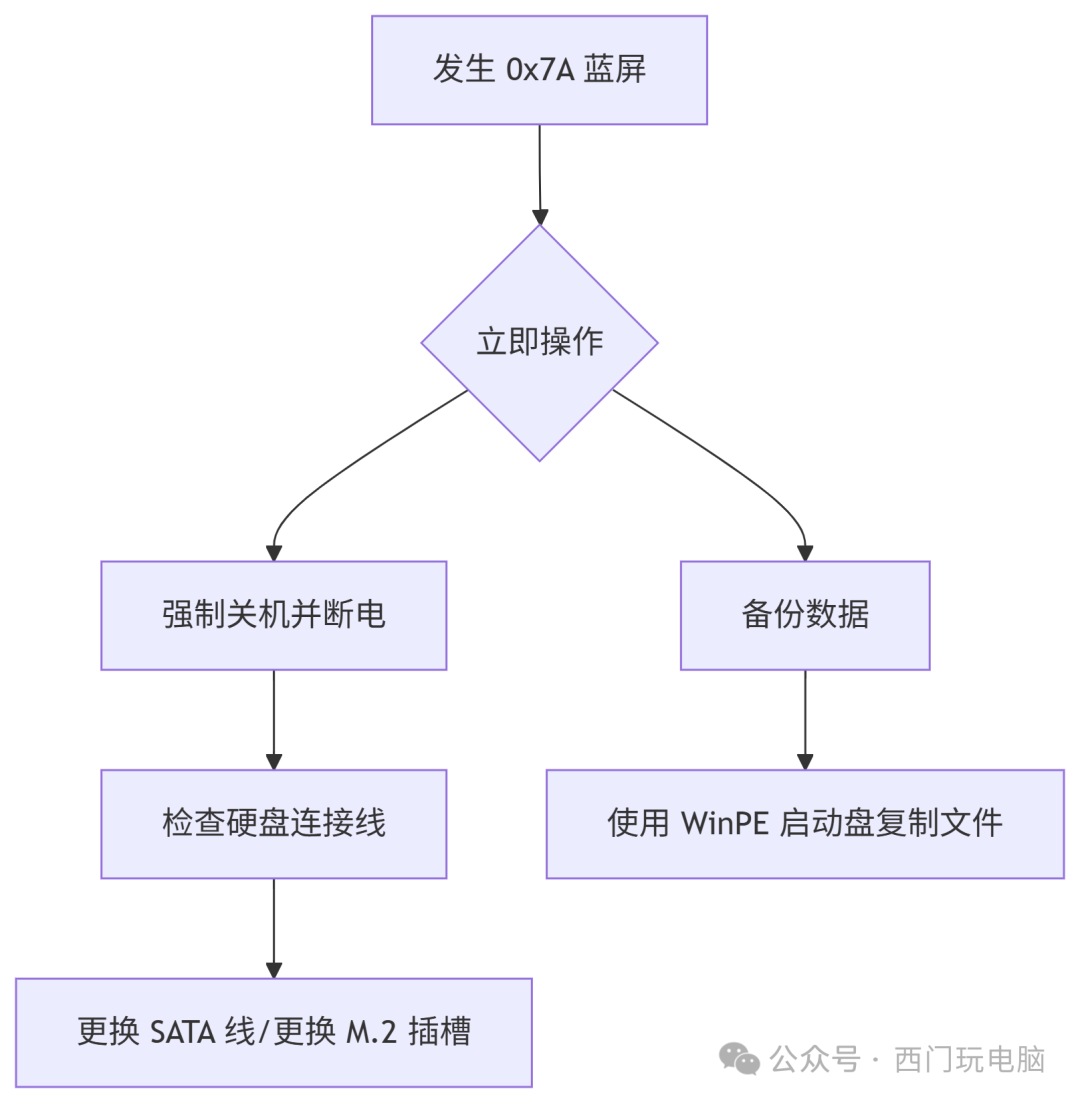 发生 0x7A 蓝屏
立即操作
强制关机并断电
备份数据
检查硬盘连接线
使用 WinPE 启动盘复制文件
更换 SATA 线/更换 M.2 插槽
公众号 · 西门玩电脑